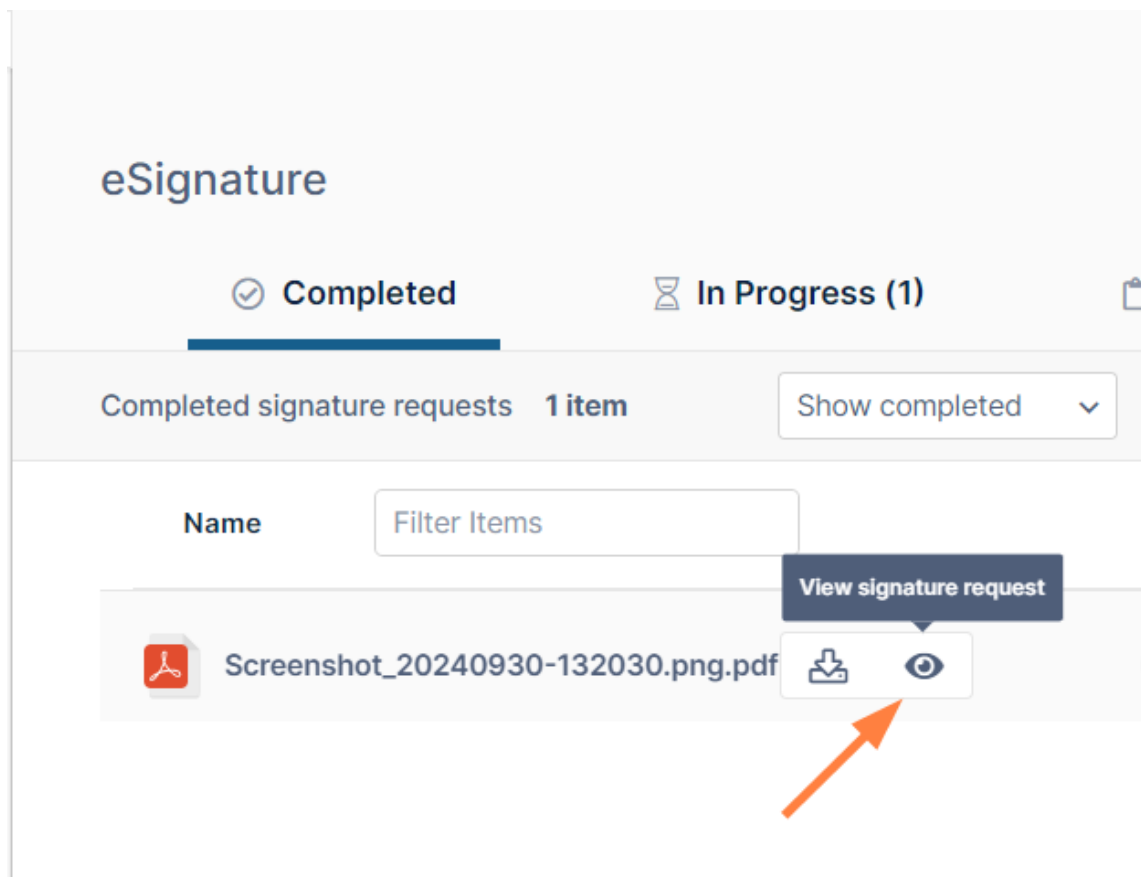 eSignature
Completed
In Progress (1)
Completed signature requests 1 item
Show completed
Name
Filter Items
View signature request
Screenshot_20240930-132030.png.pdf